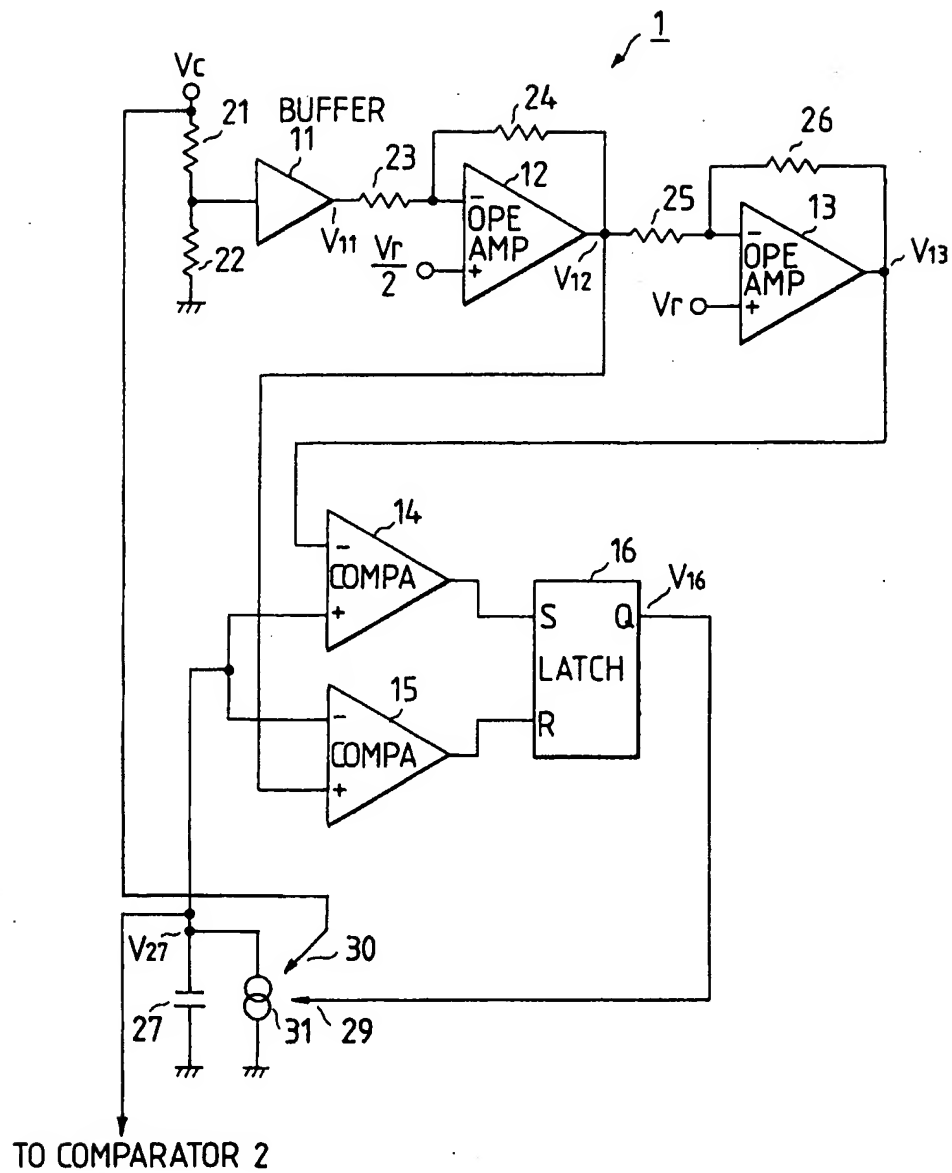 1
Vc
21
BUFFER
11
23
24
12
26
25
13
22
V11
Vr/2
-
OPE
AMP
+
V12
Vr
-
OPE
AMP
+
V13
14
-
COMPA
+
15
-
COMPA
+
16
S Q
LATCH
R
V16
V27
30
27
31
29
TO COMPARATOR 2